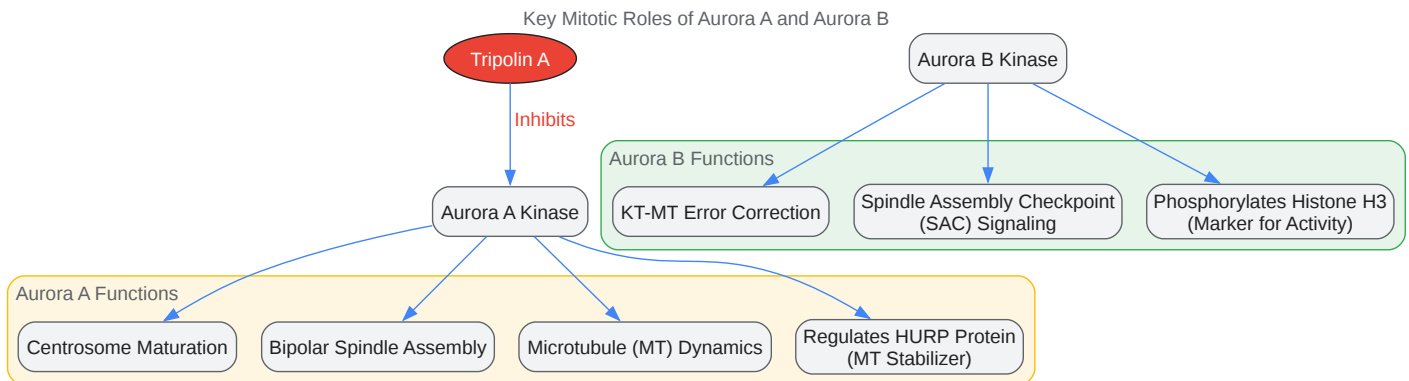 Key Mitotic Roles of Aurora A and Aurora B
Tripolin A
Aurora B Kinase
Inhibits
Aurora B Functions
Aurora A Kinase
KT-MT Error Correction
Spindle Assembly Checkpoint
(SAC) Signaling
Phosphorylates Histone H3
(Marker for Activity)
Aurora A Functions
Centrosome Maturation
Bipolar Spindle Assembly
Microtubule (MT) Dynamics
Regulates HURP Protein
(MT Stabilizer)